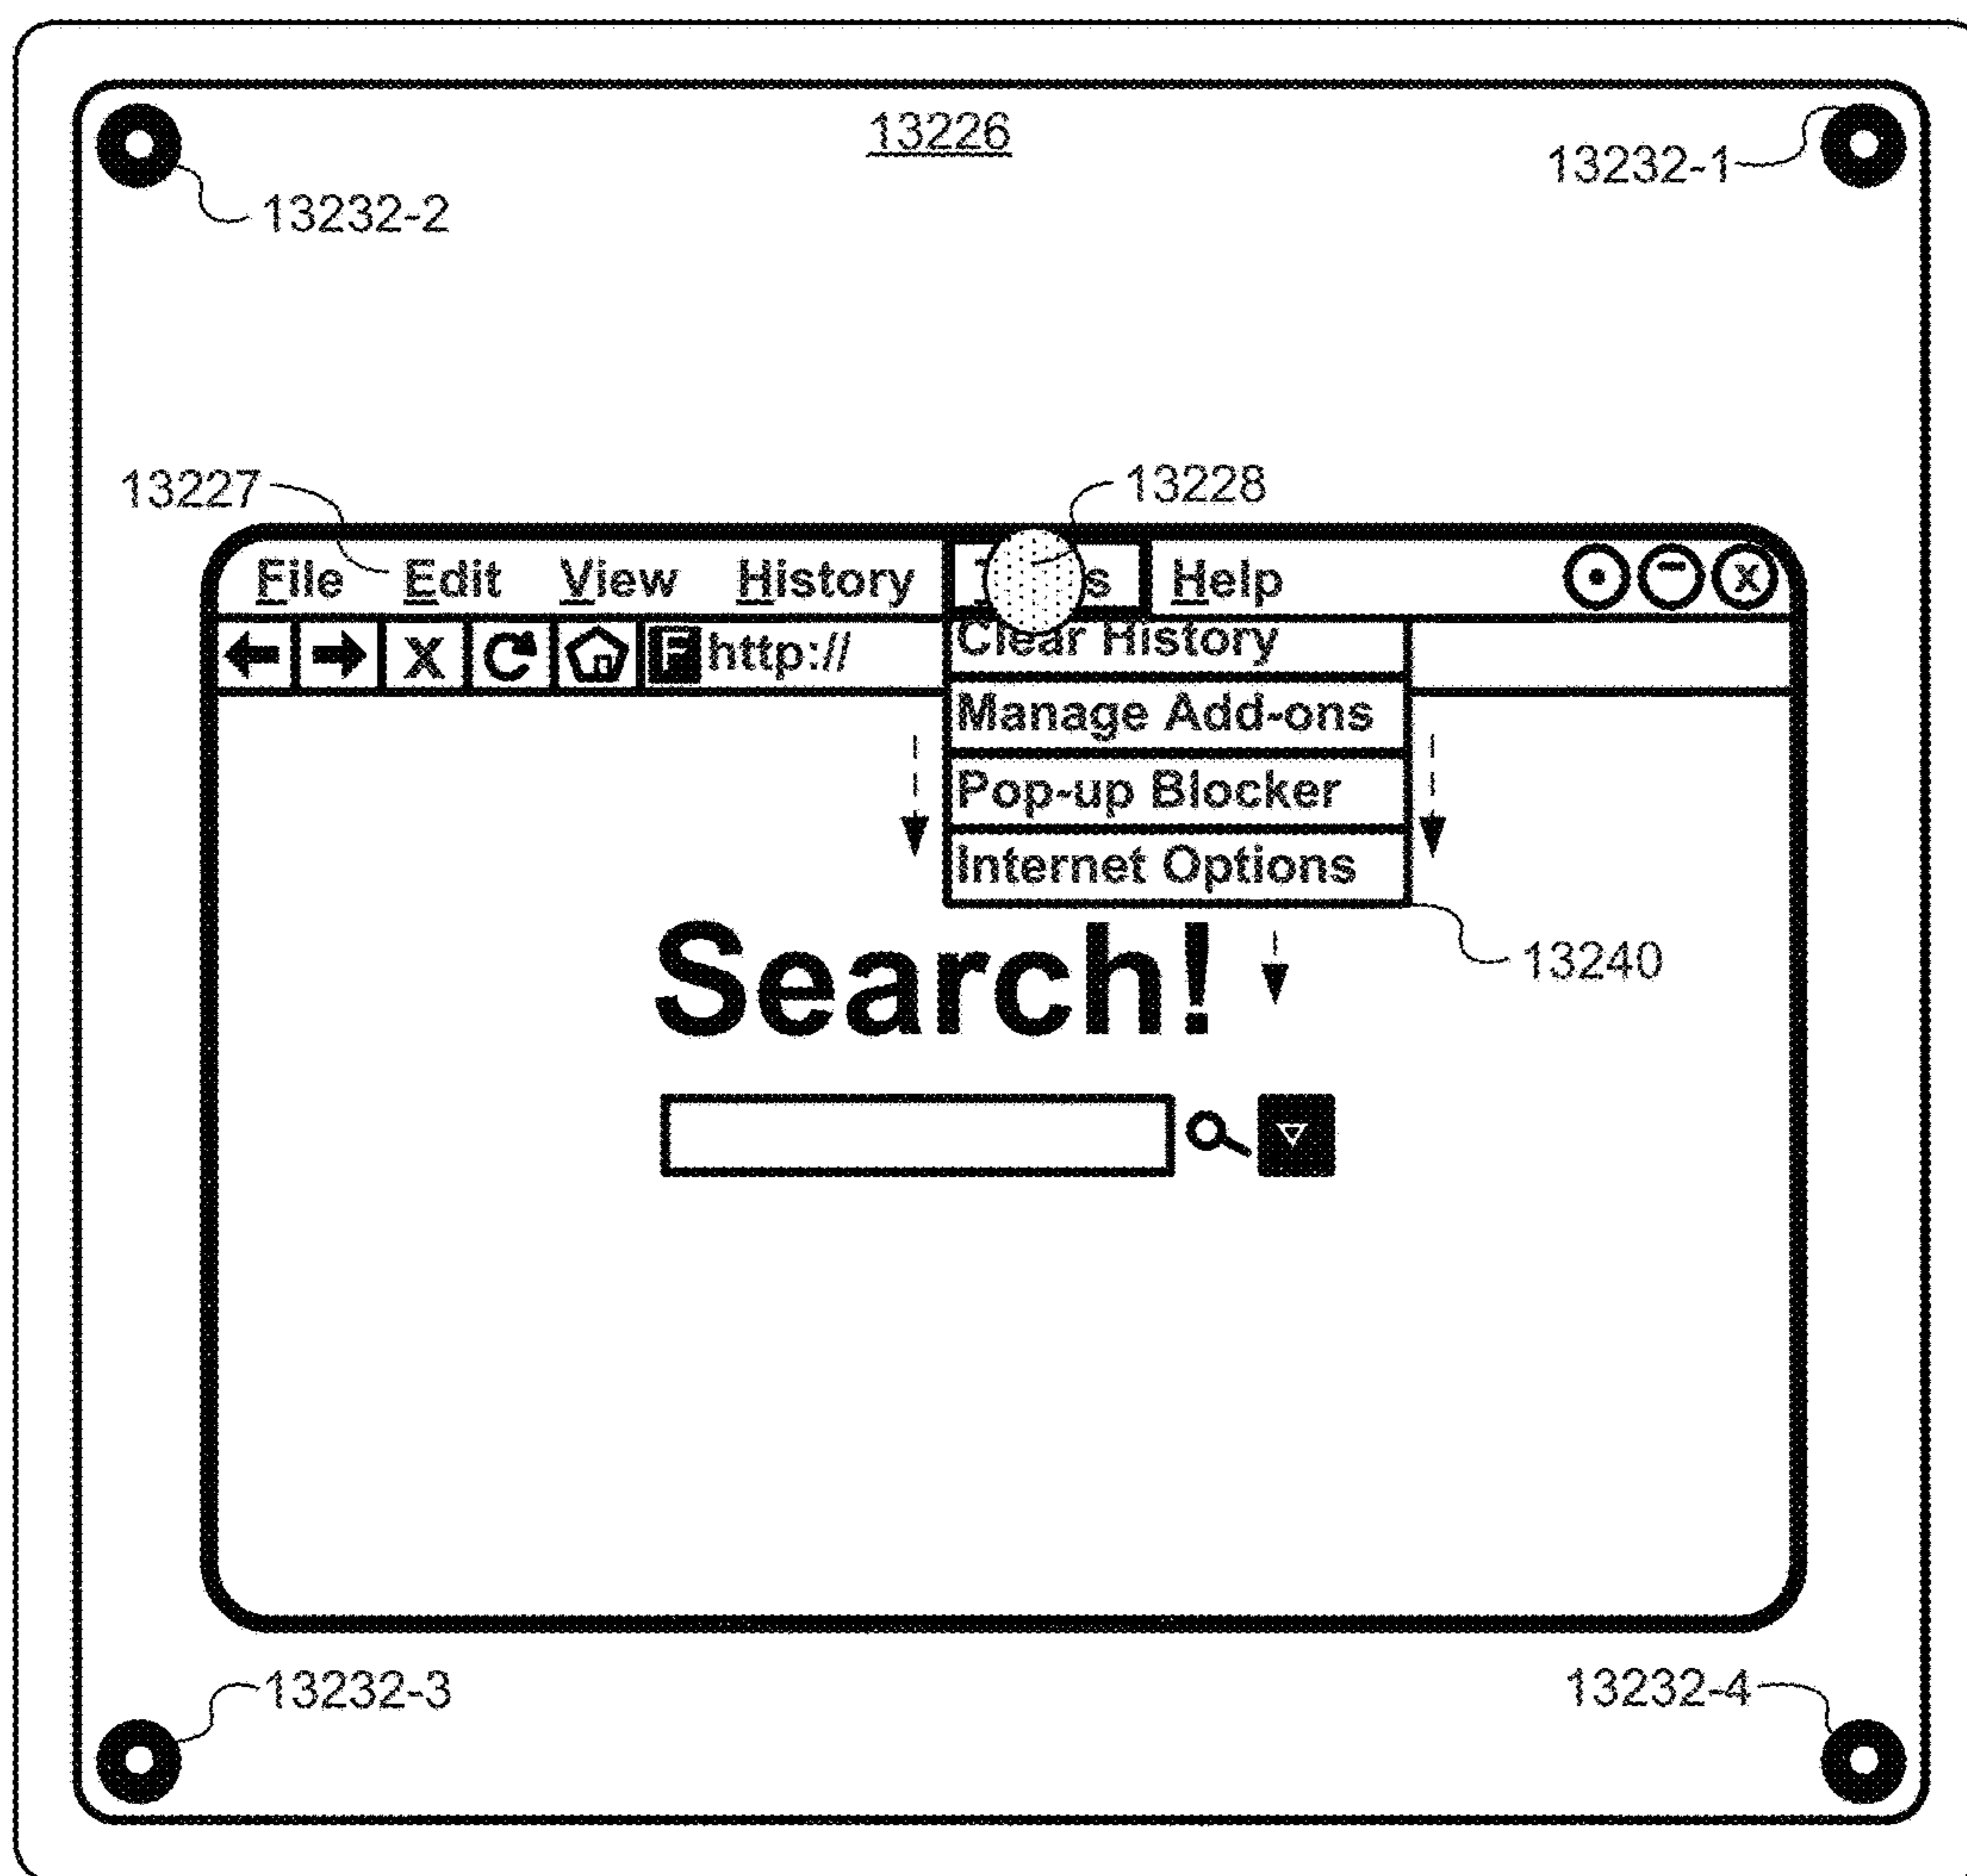 13226
13232-1
13232-2
13227
13228
File Edit View History Help
X
F http://
Clear History
Manage Add-ons
Pop-up Blocker
Internet Options
13240
Search!
13232-3
13232-4